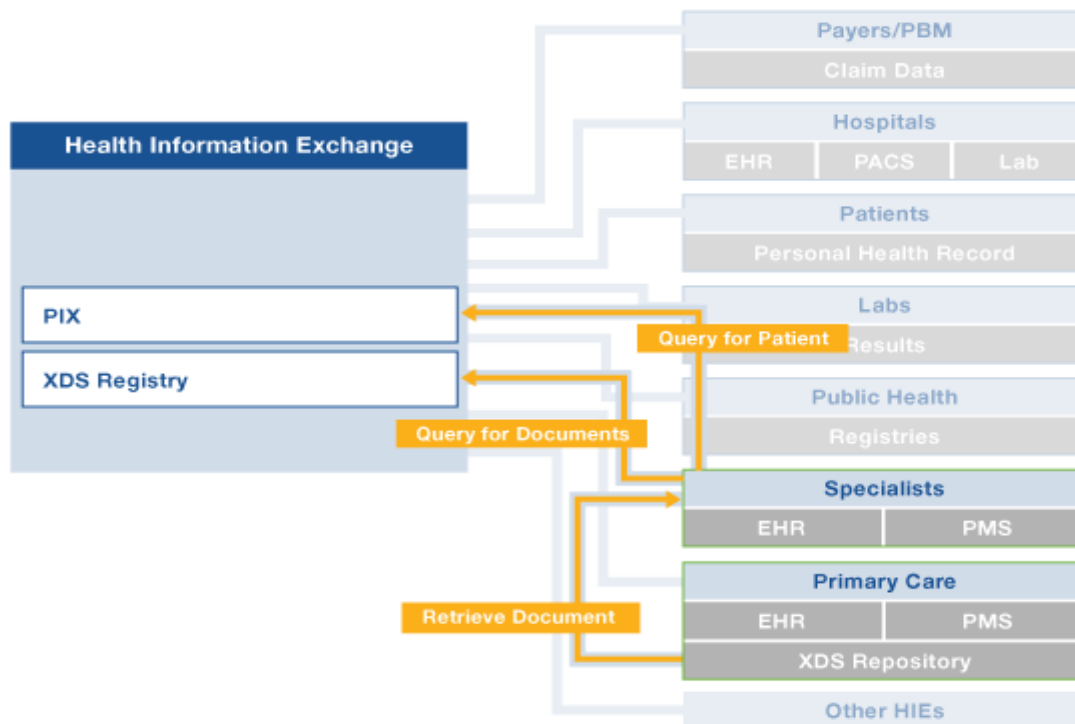 Payers/PBM
Claim Data
Health Information Exchange
Hospitals
EHR PACS Lab
Patients
Personal Health Record
PIX
Labs
Query for Patient
Results
XDS Registry
Public Health
Query for Documents
Registries
Specialists
EHR PMS
Primary Care
Retrieve Document
EHR PMS
XDS Repository
Other HIEs